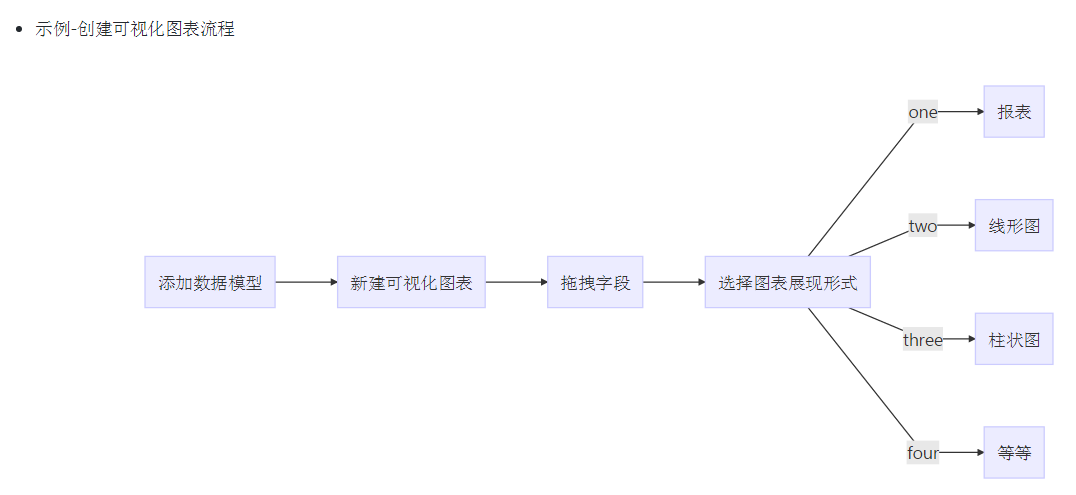 示例-创建可视化图表流程
添加数据模型
新建可视化图表
拖拽字段
选择图表展现形式
one
报表
two
线形图
three
柱状图
four
等等